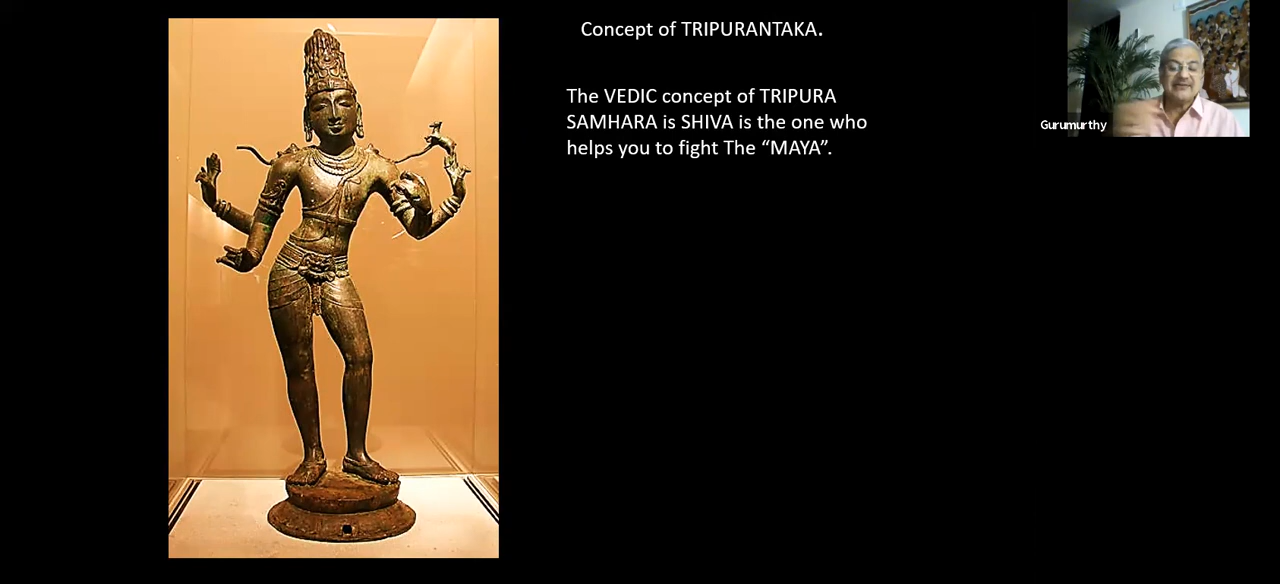 Concept of TRIPURANTAKA.
The VEDIC concept of TRIPURA
SAMHARA is SHIVA is the one who
helps you to fight The “MAYA”.
Gurumurthy